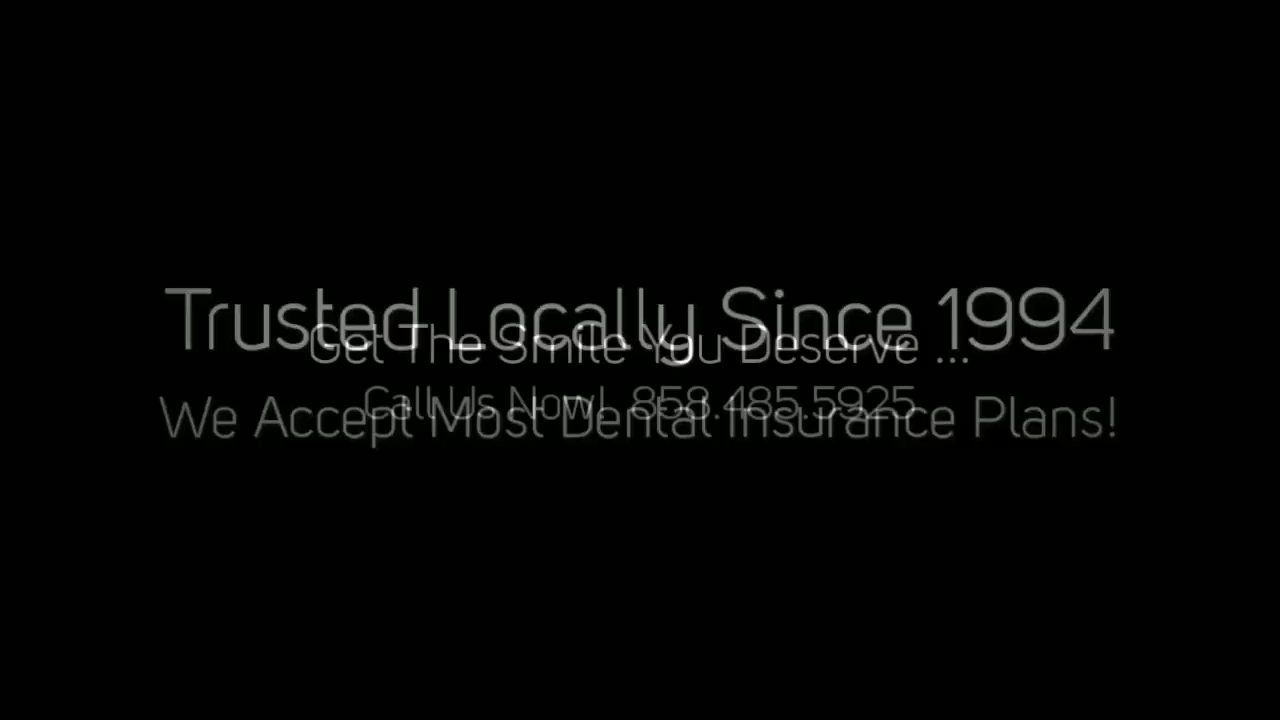 Trusted Locally Since 1994
Get The Smile You Deserve ...
Call Us Now! 858.485.5925
We Accept Most Dental Insurance Plans!